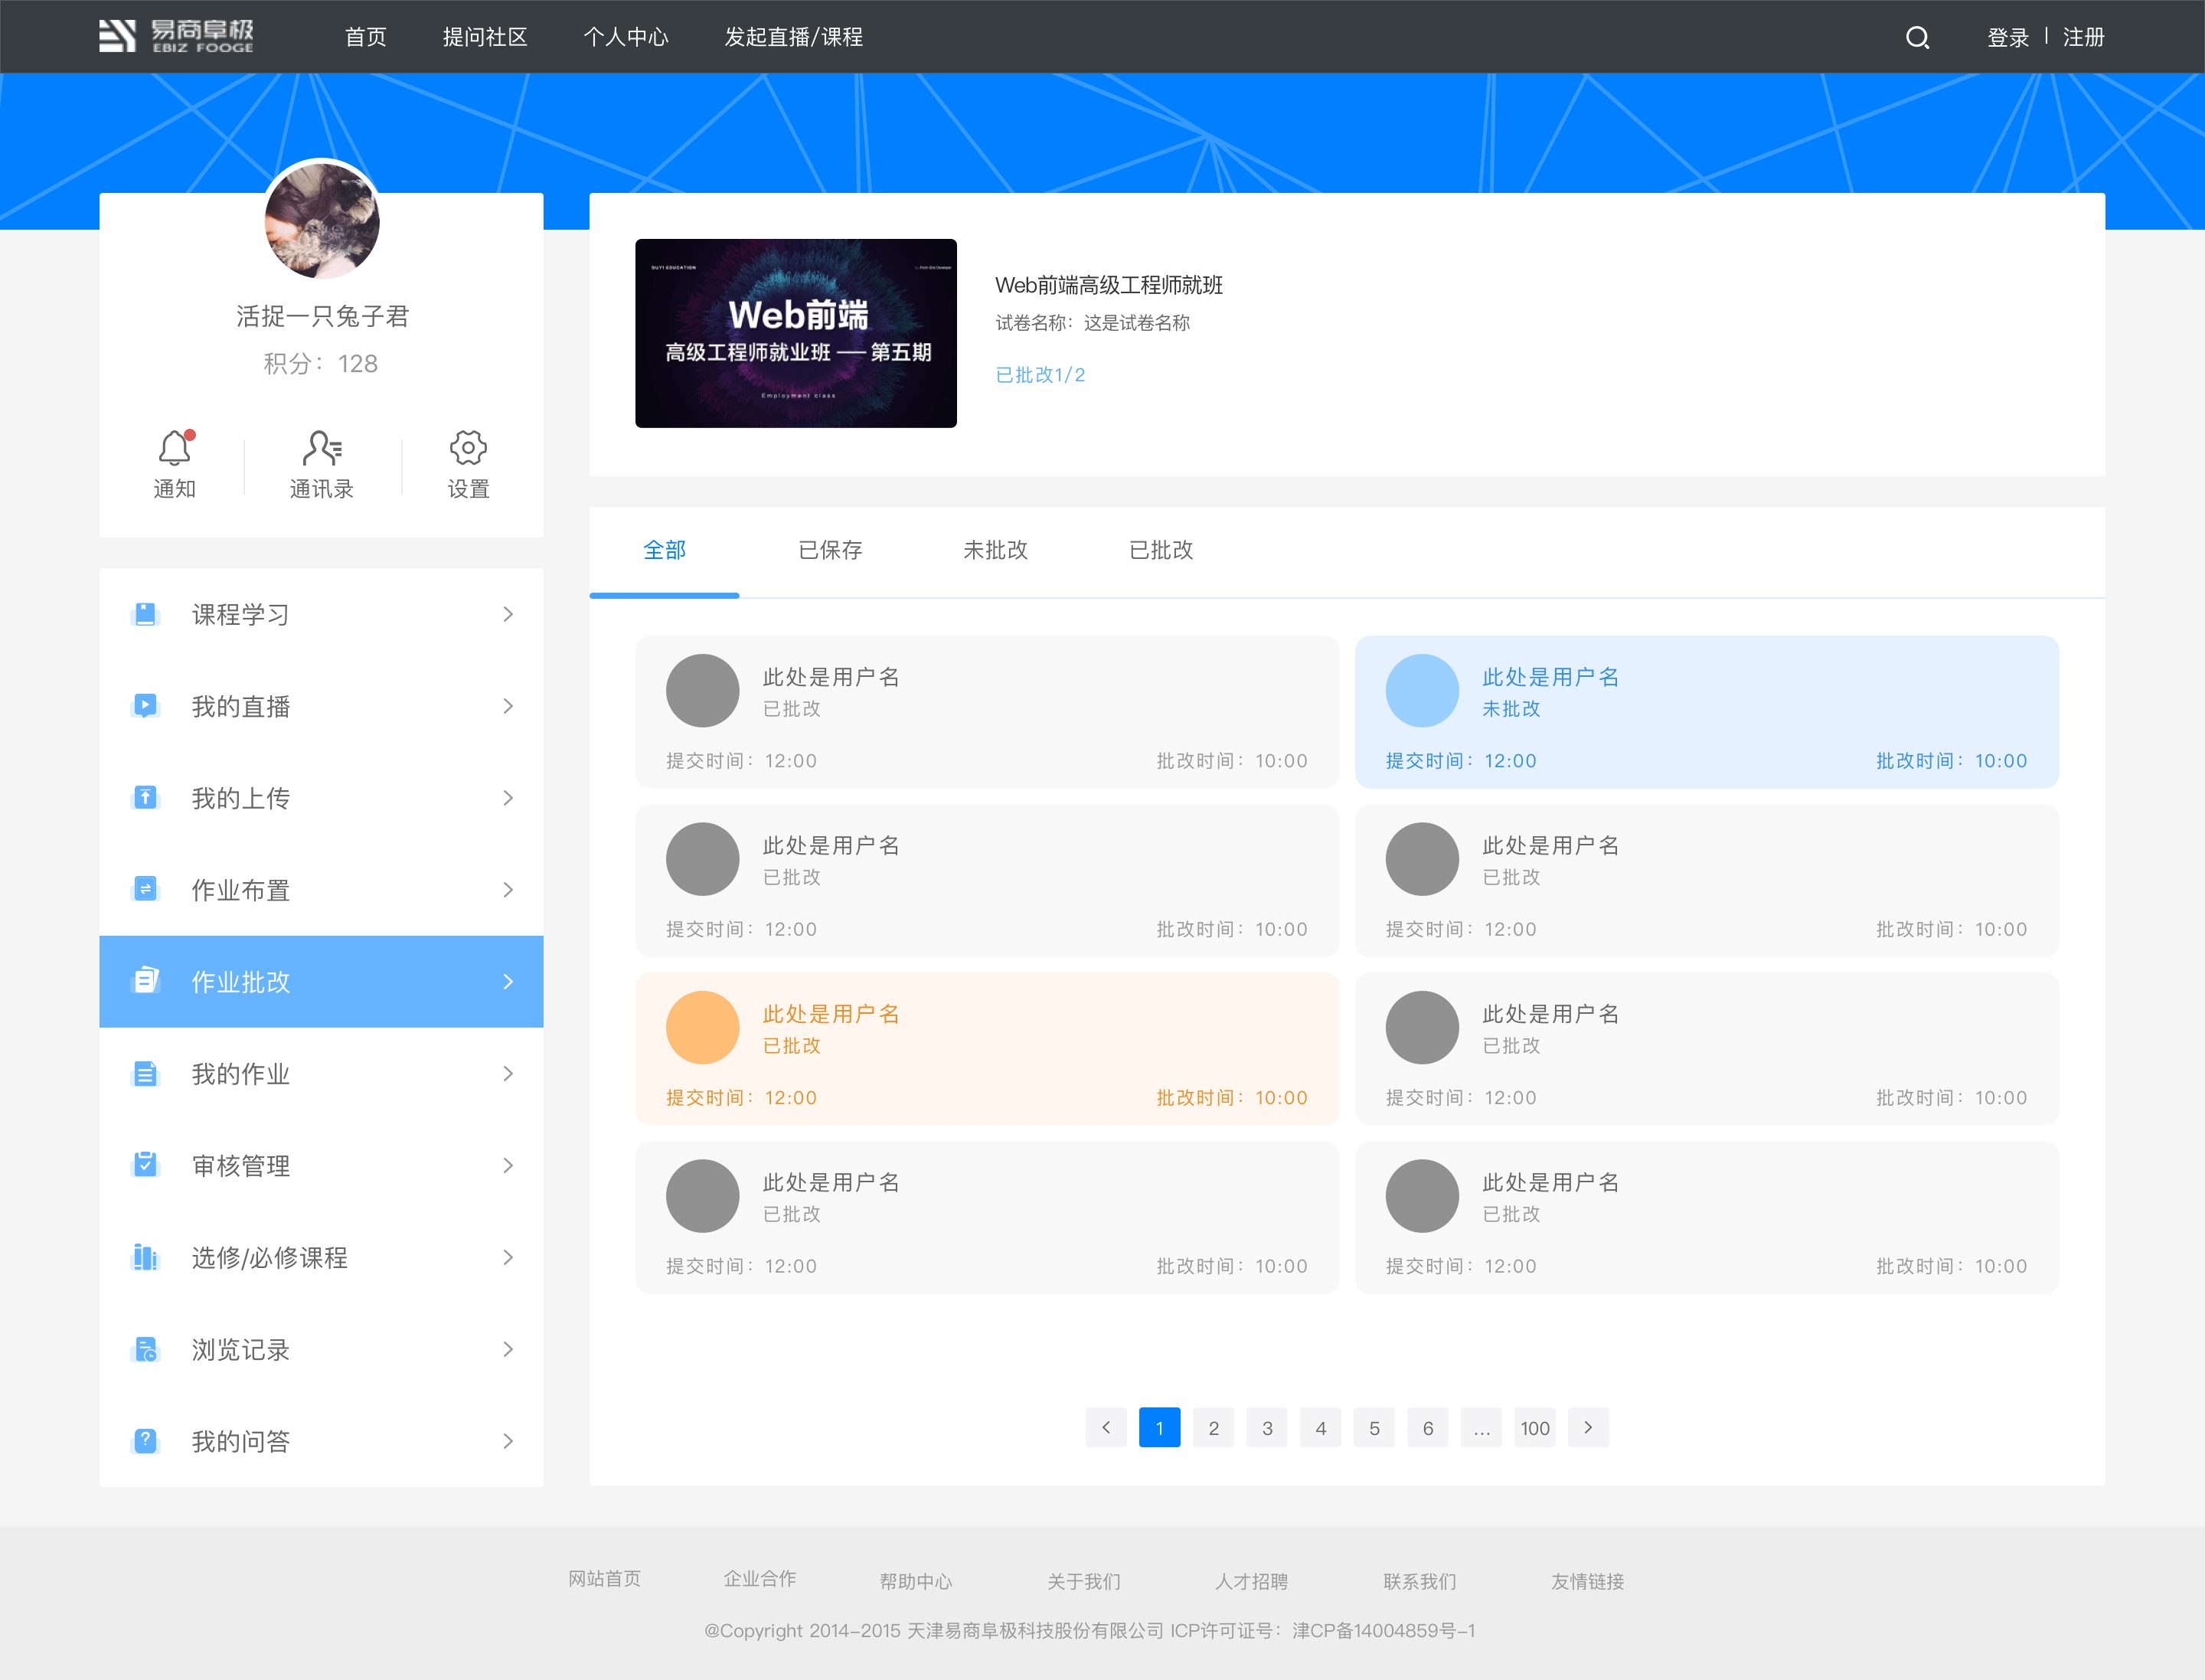 易商阜极
EBIZ FOOGE
首页 提问社区 个人中心 发起直播/课程
登录 | 注册
活捉一只兔子君
积分：128
通知 通讯录 设置
课程学习
我的直播
我的上传
作业布置
作业批改
我的作业
审核管理
选修/必修课程
浏览记录
我的问答
DUYI EDUCATION
Web前端
高级工程师就业班 —— 第五期
Employment class
Web前端高级工程师就班
试卷名称：这是试卷名称
已批改1/2
全部 已保存 未批改 已批改
此处是用户名
已批改
提交时间：12:00 批改时间：10:00
此处是用户名
未批改
提交时间：12:00 批改时间：10:00
此处是用户名
已批改
提交时间：12:00 批改时间：10:00
此处是用户名
已批改
提交时间：12:00 批改时间：10:00
此处是用户名
已批改
提交时间：12:00 批改时间：10:00
此处是用户名
已批改
提交时间：12:00 批改时间：10:00
此处是用户名
已批改
提交时间：12:00 批改时间：10:00
此处是用户名
已批改
提交时间：12:00 批改时间：10:00
1 2 3 4 5 6 ... 100
网站首页 企业合作 帮助中心 关于我们 人才招聘 联系我们 友情链接
@Copyright 2014-2015 天津易商阜极科技股份有限公司 ICP许可证号：津CP备14004859号-1